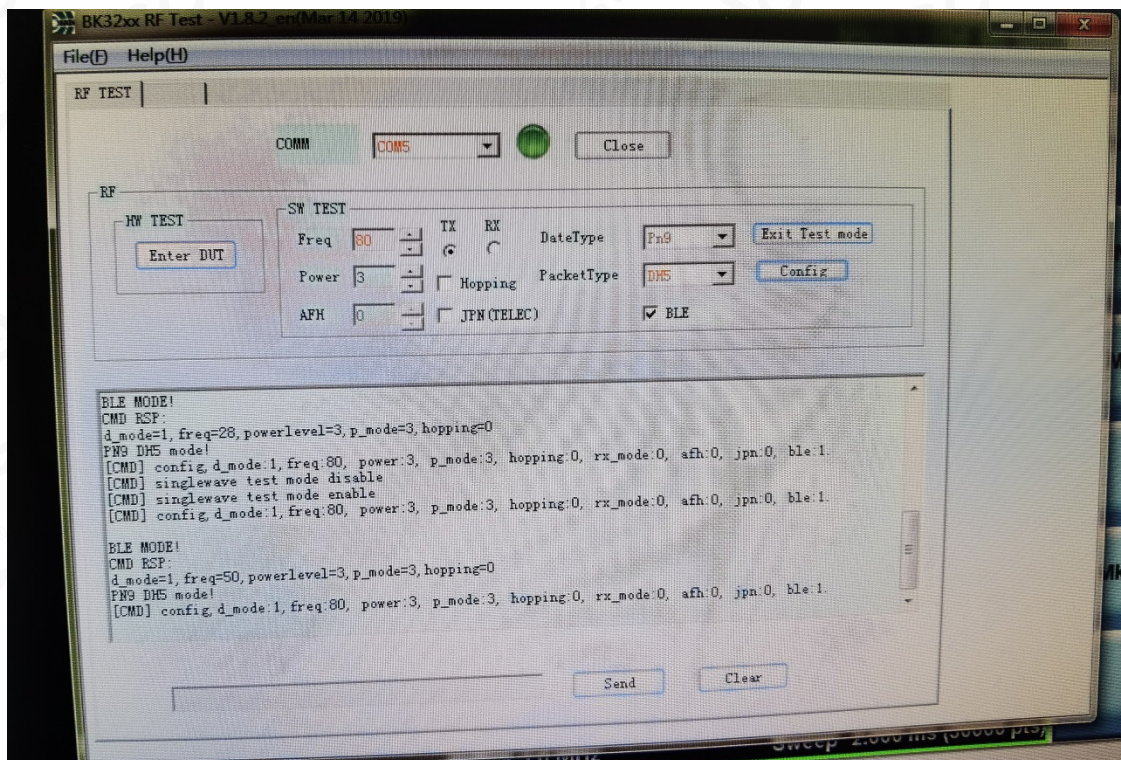 BK32xx RF Test - V1.8.2_en(Mar 14 2019)
File(F) Help(H)
RF TEST
COMM COM5 Close
RF
HW TEST
Enter DUT
SW TEST
Freq 80 TX RX DateType Pn9 Exit Test mode
Power 3 Hopping PacketType DH5 Config
AFH 0 JPN(TELEC) BLE
BLE MODE!
CMD RSP:
d_mode=1, freq=28, powerlevel=3, p_mode=3, hopping=0
PN9 DH5 mode!
[CMD] config, d_mode:1, freq:80, power:3, p_mode:3, hopping:0, rx_mode:0, afh:0, jpn:0, ble:1.
[CMD] singlewave test mode disable
[CMD] singlewave test mode enable
[CMD] config, d_mode:1, freq:80, power:3, p_mode:3, hopping:0, rx_mode:0, afh:0, jpn:0, ble:1.
BLE MODE!
CMD RSP:
d_mode=1, freq=50, powerlevel=3, p_mode=3, hopping=0
PN9 DH5 mode!
[CMD] config, d_mode:1, freq:80, power:3, p_mode:3, hopping:0, rx_mode:0, afh:0, jpn:0, ble:1.
Send Clear
Sweep 2.000 ms (30000 pts)